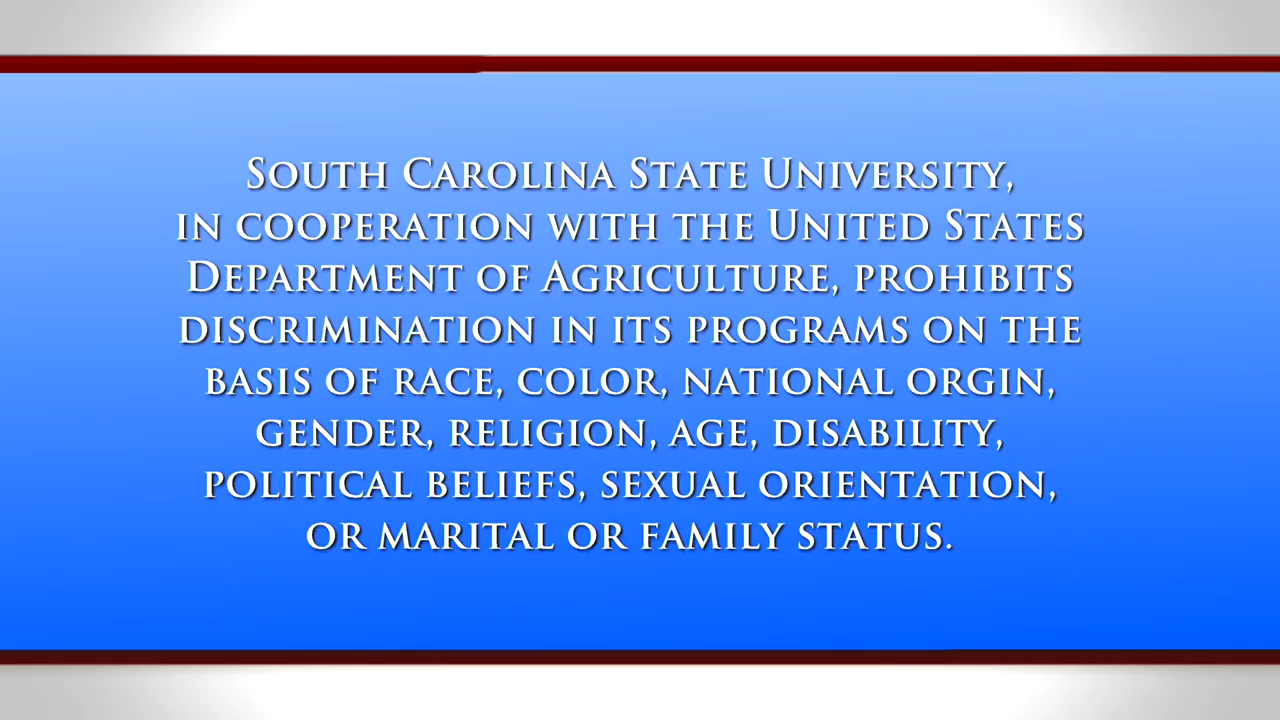 South Carolina State University,
in cooperation with the United States
Department of Agriculture, prohibits
discrimination in its programs on the
basis of race, color, national orgin,
gender, religion, age, disability,
political beliefs, sexual orientation,
or marital or family status.